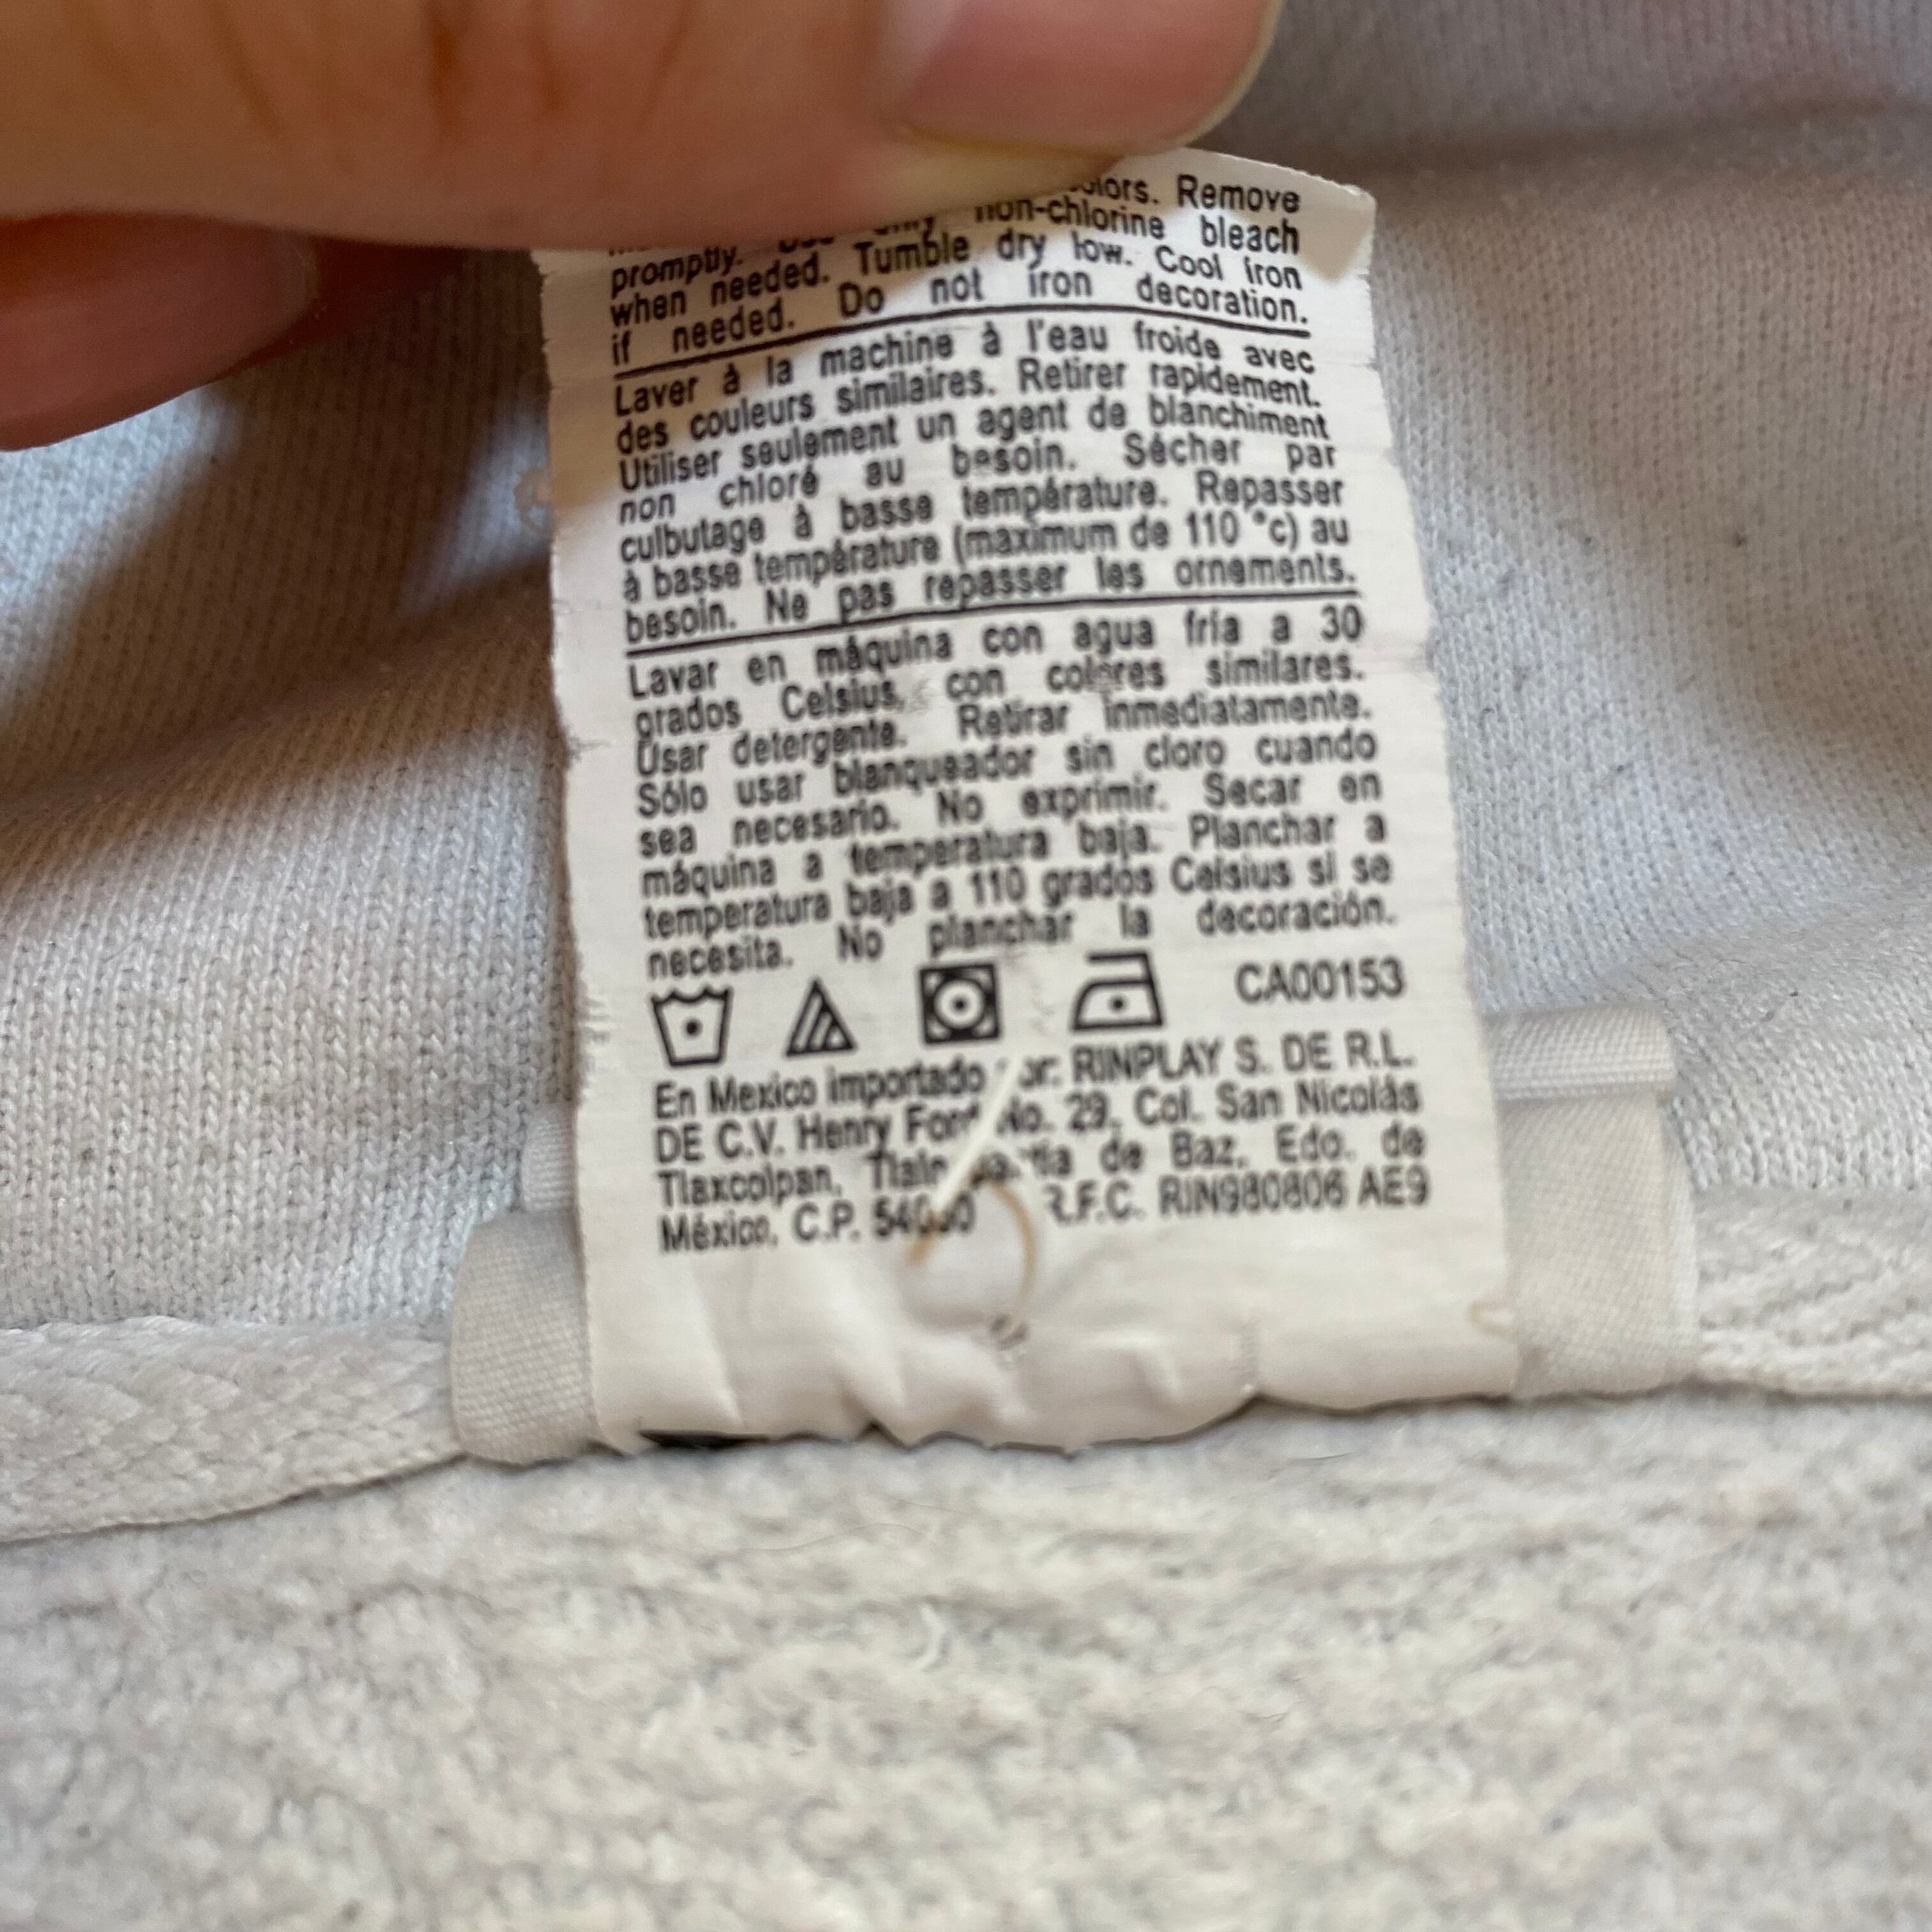 Remove
promptly. non-chlorine bleach
when needed. Tumble dry low. Cool iron
if needed. Do not iron decoration.
Laver à la machine à l'eau froide avec
des couleurs similaires. Retirer rapidement.
Utiliser seulement un agent de blanchiment
non chloré au besoin. Sécher par
culbutage à basse température. Repasser
à basse température (maximum de 110 °c) au
besoin. Ne pas repasser les ornements.
Lavar en máquina con agua fría a 30
grados Celsius, con colores similares.
Usar detergente. Retirar inmediatamente.
Sólo usar blanqueador sin cloro cuando
sea necesario. No exprimir. Secar en
máquina a temperatura baja. Planchar a
temperatura baja a 110 grados Celsius si se
necesita. No planchar la decoración.
CA00153
En Mexico importado RINPLAY S. DE R.L.
DE C.V. Henry Ford No. 29, Col. San Nicolás
Tlaxcolpan, de Baz, Edo. de
México, C.P. R.F.C. RIN980806 AE9